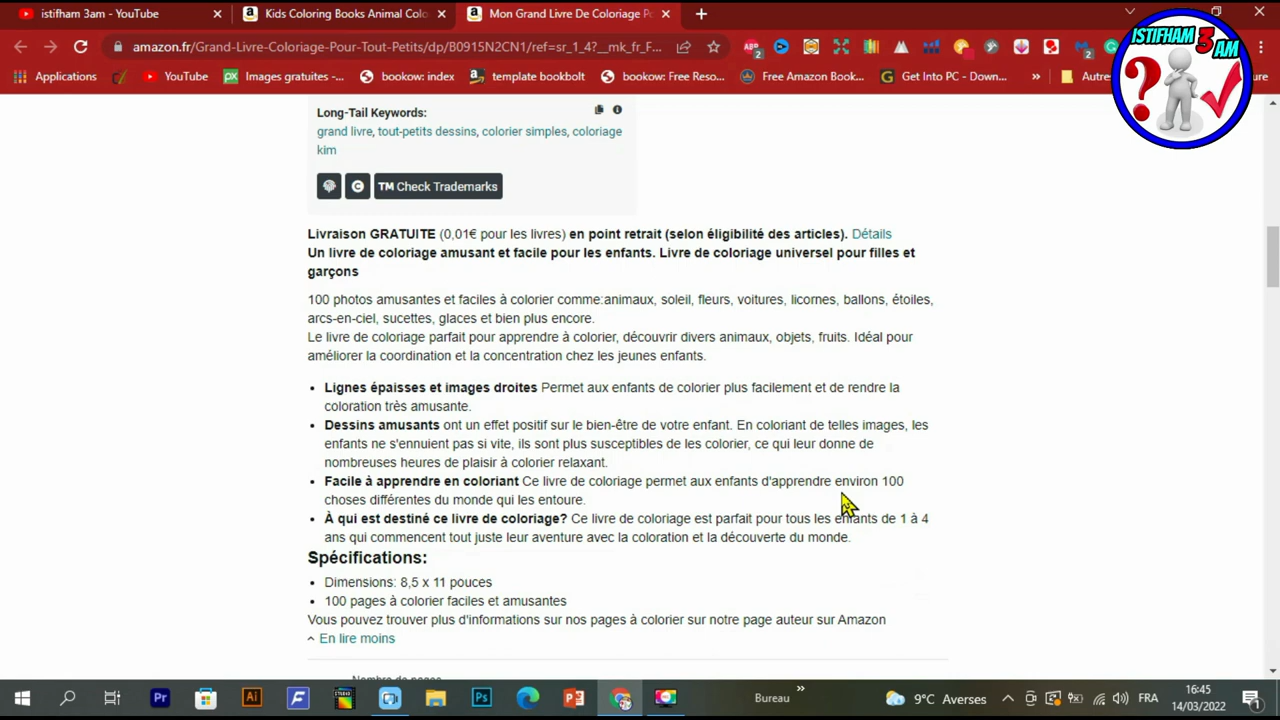 istifham 3am - YouTube
Kids Coloring Books Animal Colo
Mon Grand Livre De Coloriage P
amazon.fr/Grand-Livre-Coloriage-Pour-Tout-Petits/dp/B0915N2CN1/ref=sr_1_4?__mk_fr_F...
Applications
YouTube
Images gratuites -...
bookow: index
template bookbolt
bookow: Free Reso...
Free Amazon Book...
Get Into PC - Down...
»
Autre
ISTIFHAM 3 AM
Long-Tail Keywords:
grand livre, tout-petits dessins, colorier simples, coloriage
kim
TM Check Trademarks
Livraison GRATUITE (0,01€ pour les livres) en point retrait (selon éligibilité des articles). Détails
Un livre de coloriage amusant et facile pour les enfants. Livre de coloriage universel pour filles et
garçons
100 photos amusantes et faciles à colorier comme:animaux, soleil, fleurs, voitures, licornes, ballons, étoiles,
arcs-en-ciel, sucettes, glaces et bien plus encore.
Le livre de coloriage parfait pour apprendre à colorier, découvrir divers animaux, objets, fruits. Idéal pour
améliorer la coordination et la concentration chez les jeunes enfants.
• Lignes épaisses et images droites Permet aux enfants de colorier plus facilement et de rendre la
coloration très amusante.
• Dessins amusants ont un effet positif sur le bien-être de votre enfant. En coloriant de telles images, les
enfants ne s'ennuient pas si vite, ils sont plus susceptibles de les colorier, ce qui leur donne de
nombreuses heures de plaisir à colorier relaxant.
• Facile à apprendre en coloriant Ce livre de coloriage permet aux enfants d'apprendre environ 100
choses différentes du monde qui les entoure.
• À qui est destiné ce livre de coloriage? Ce livre de coloriage est parfait pour tous les enfants de 1 à 4
ans qui commencent tout juste leur aventure avec la coloration et la découverte du monde.
Spécifications:
• Dimensions: 8,5 x 11 pouces
• 100 pages à colorier faciles et amusantes
Vous pouvez trouver plus d'informations sur nos pages à colorier sur notre page auteur sur Amazon
En lire moins
Nombre de pages
Bureau
»
9°C Averses
FRA
16:45
14/03/2022